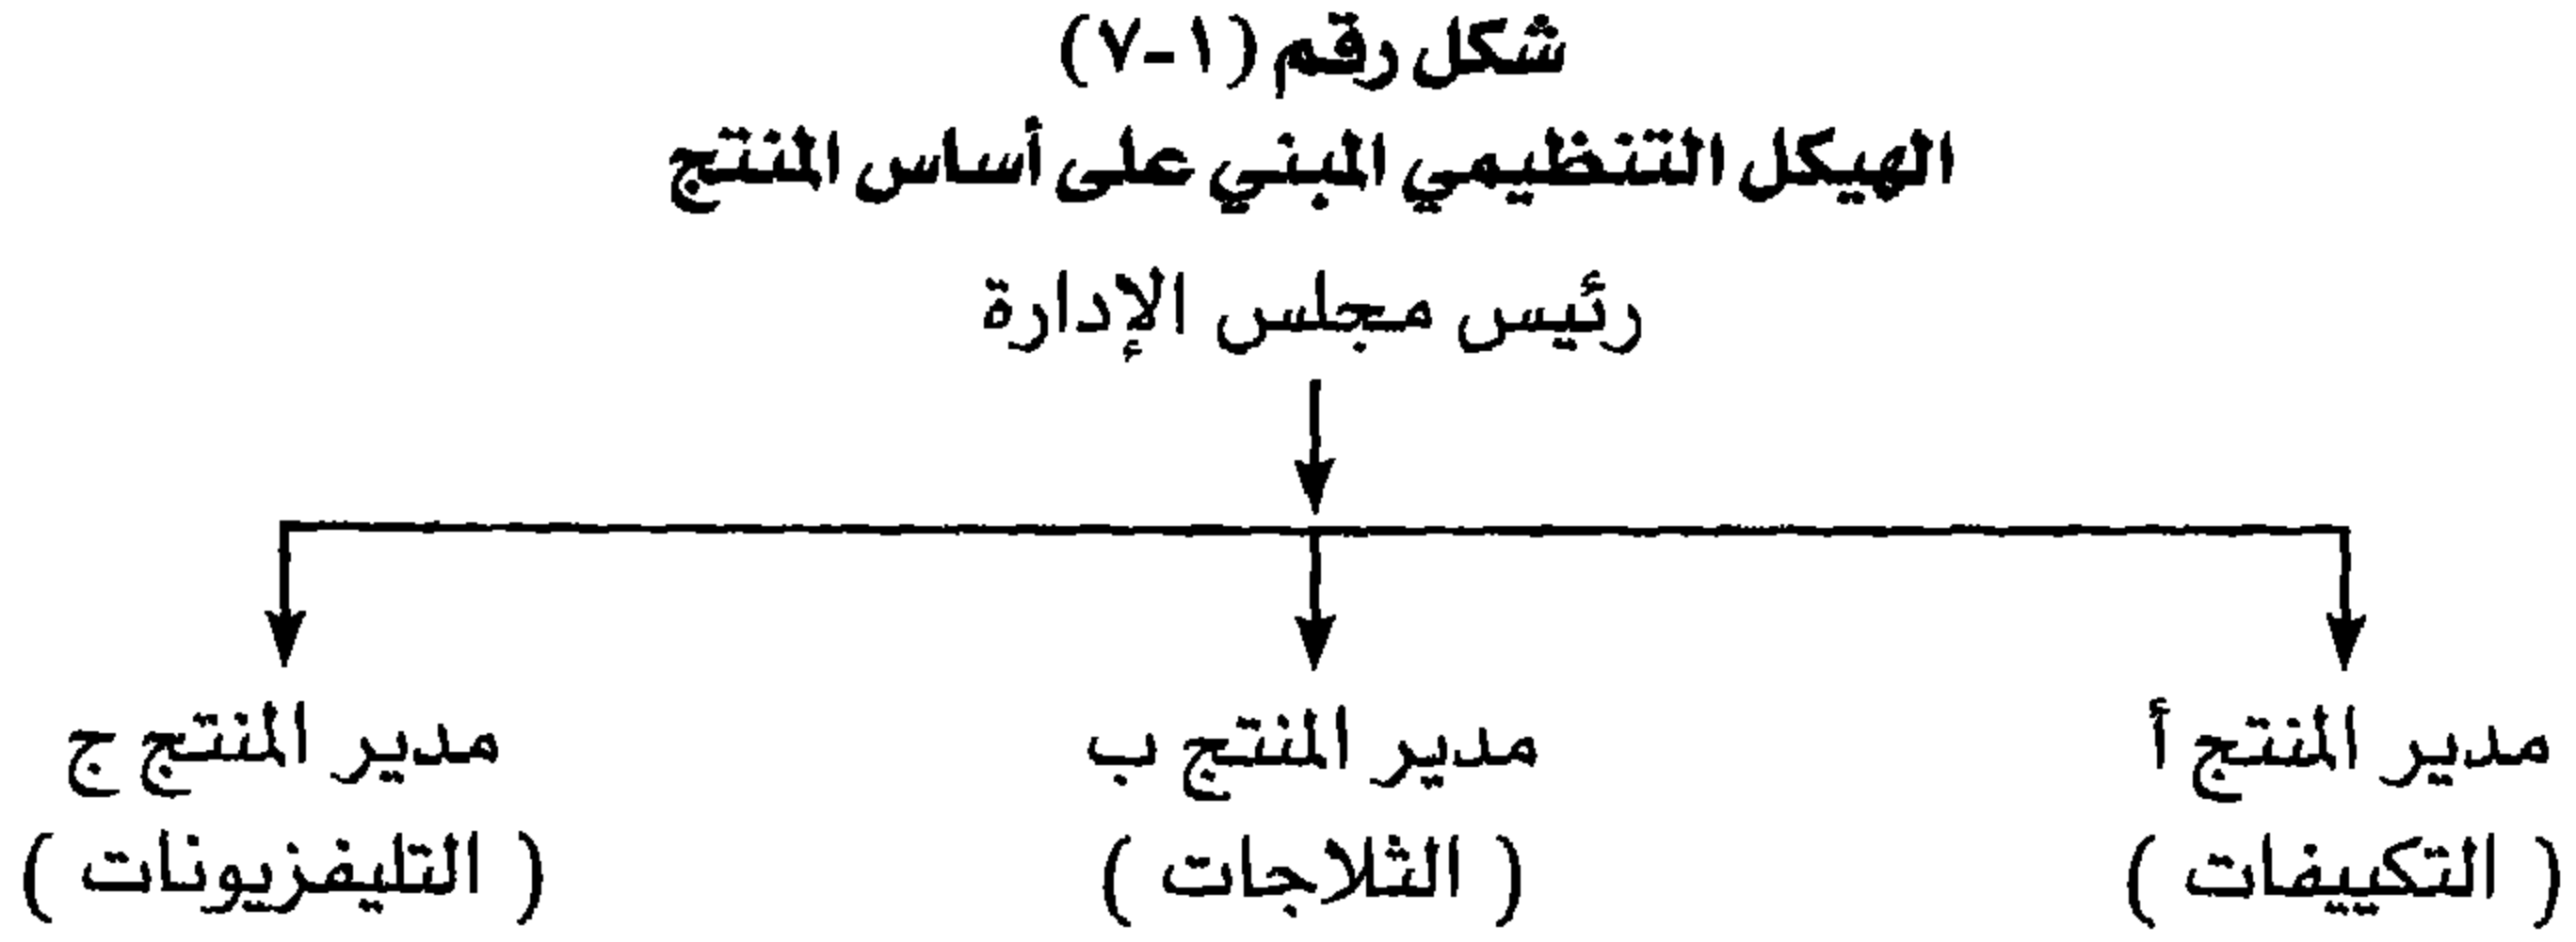 شكل رقم (١-٧)
الهيكل التنظيمي المبني على أساس المنتج
رئيس مجلس الإدارة
مدير المنتج أ
( التكييفات )
مدير المنتج ب
( الثلاجات )
مدير المنتج ج
( التليفزيونات )